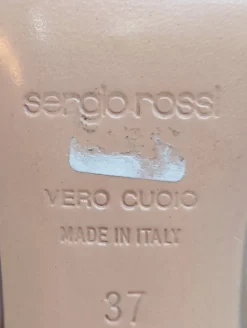 sergio rossi
VERO CUOIO
MADE IN ITALY
37